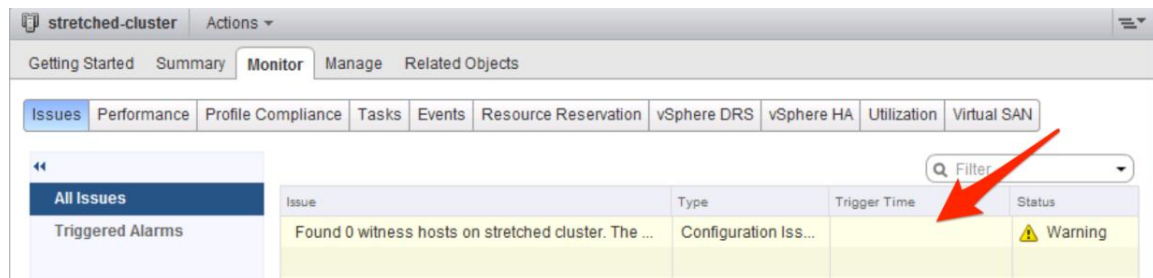 stretched-cluster Actions
Getting Started Summary Monitor Manage Related Objects
Issues Performance Profile Compliance Tasks Events Resource Reservation vSphere DRS vSphere HA Utilization Virtual SAN
Filter
All Issues
Triggered Alarms
Issue Type Trigger Time Status
Found 0 witness hosts on stretched cluster. The ... Configuration Iss... Warning